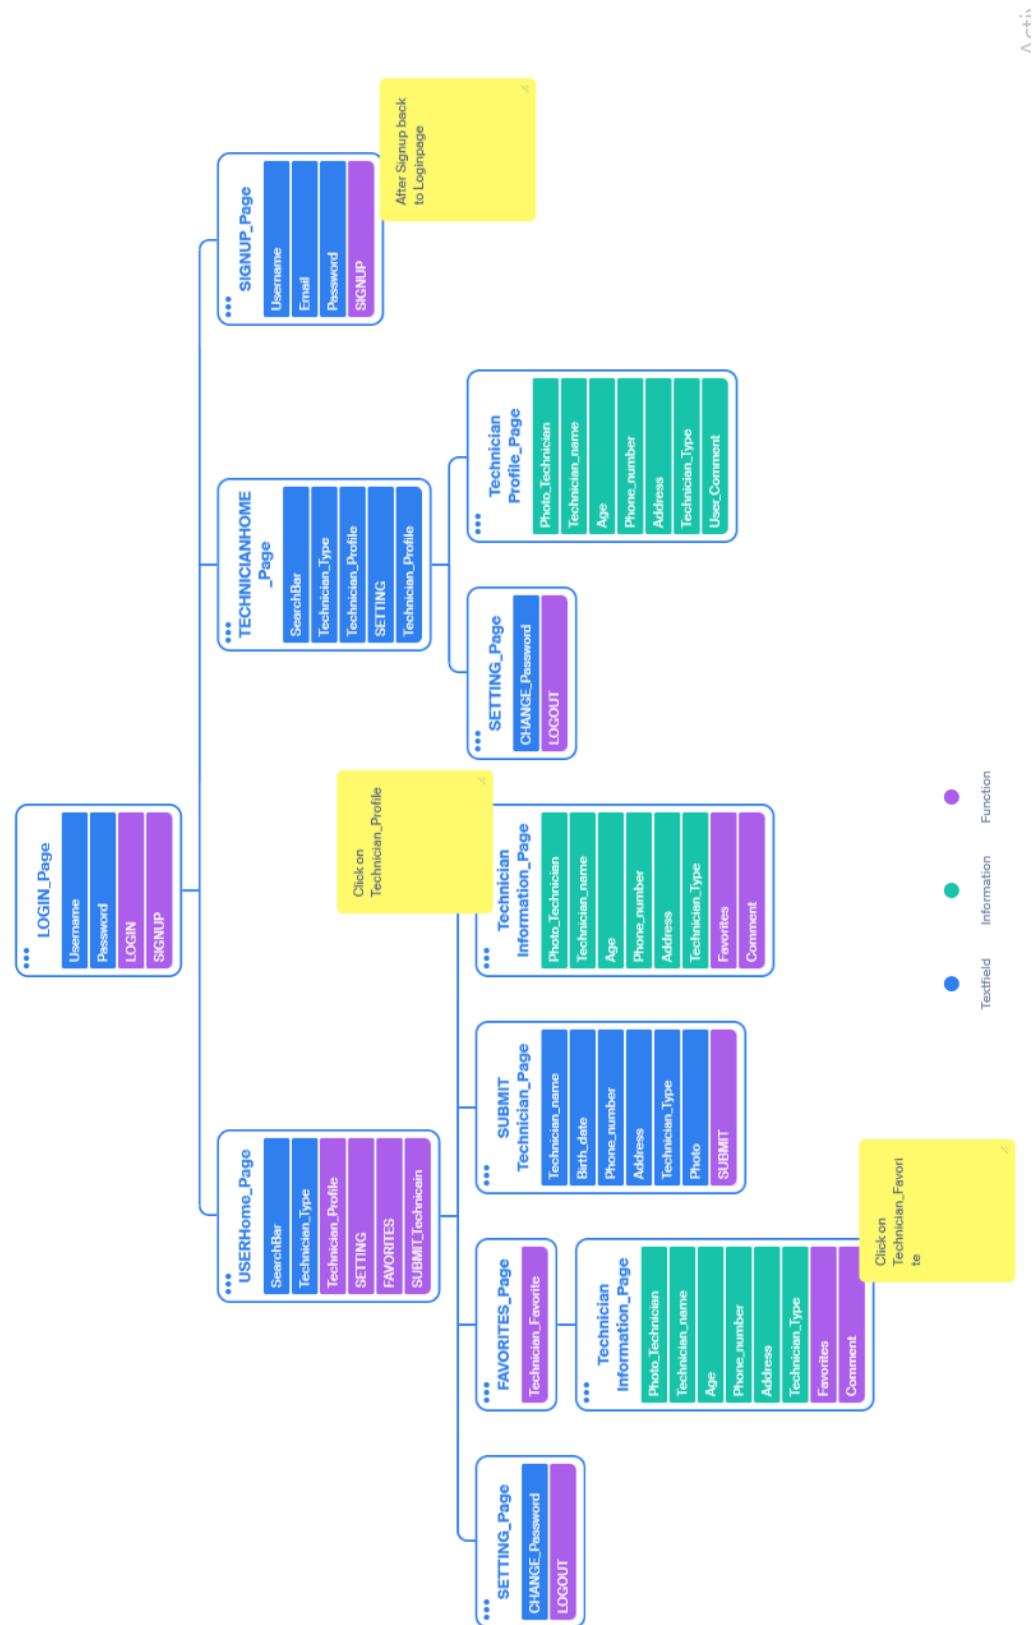 LOGIN_Page
Username
Password
LOGIN
SIGNUP
USERHome_Page
SearchBar
Technician_Type
Technician_Profile
SETTING
FAVORITES
SUBMIT_Technicain
TECHNICIANHOME
_Page
SearchBar
Technician_Type
Technician_Profile
SETTING
Technician_Profile
SIGNUP_Page
Username
Email
Password
SIGNUP
After Signup back
to Loginpage
SETTING_Page
CHANGE_Password
LOGOUT
FAVORITES_Page
Technician_Favorite
SUBMIT
Technician_Page
Technician_name
Birth_date
Phone_number
Address
Technician_Type
Photo
SUBMIT
Click on
Technician_Profile
Technician
Information_Page
Photo_Technician
Technician_name
Age
Phone_number
Address
Technician_Type
Favorites
Comment
SETTING_Page
CHANGE_Password
LOGOUT
Technician
Profile_Page
Photo_Technician
Technician_name
Age
Phone_number
Address
Technician_Type
User_Comment
Technician
Information_Page
Photo_Technician
Technician_name
Age
Phone_number
Address
Technician_Type
Favorites
Comment
Click on
Technician_Favori
te
Textfield
Information
Function